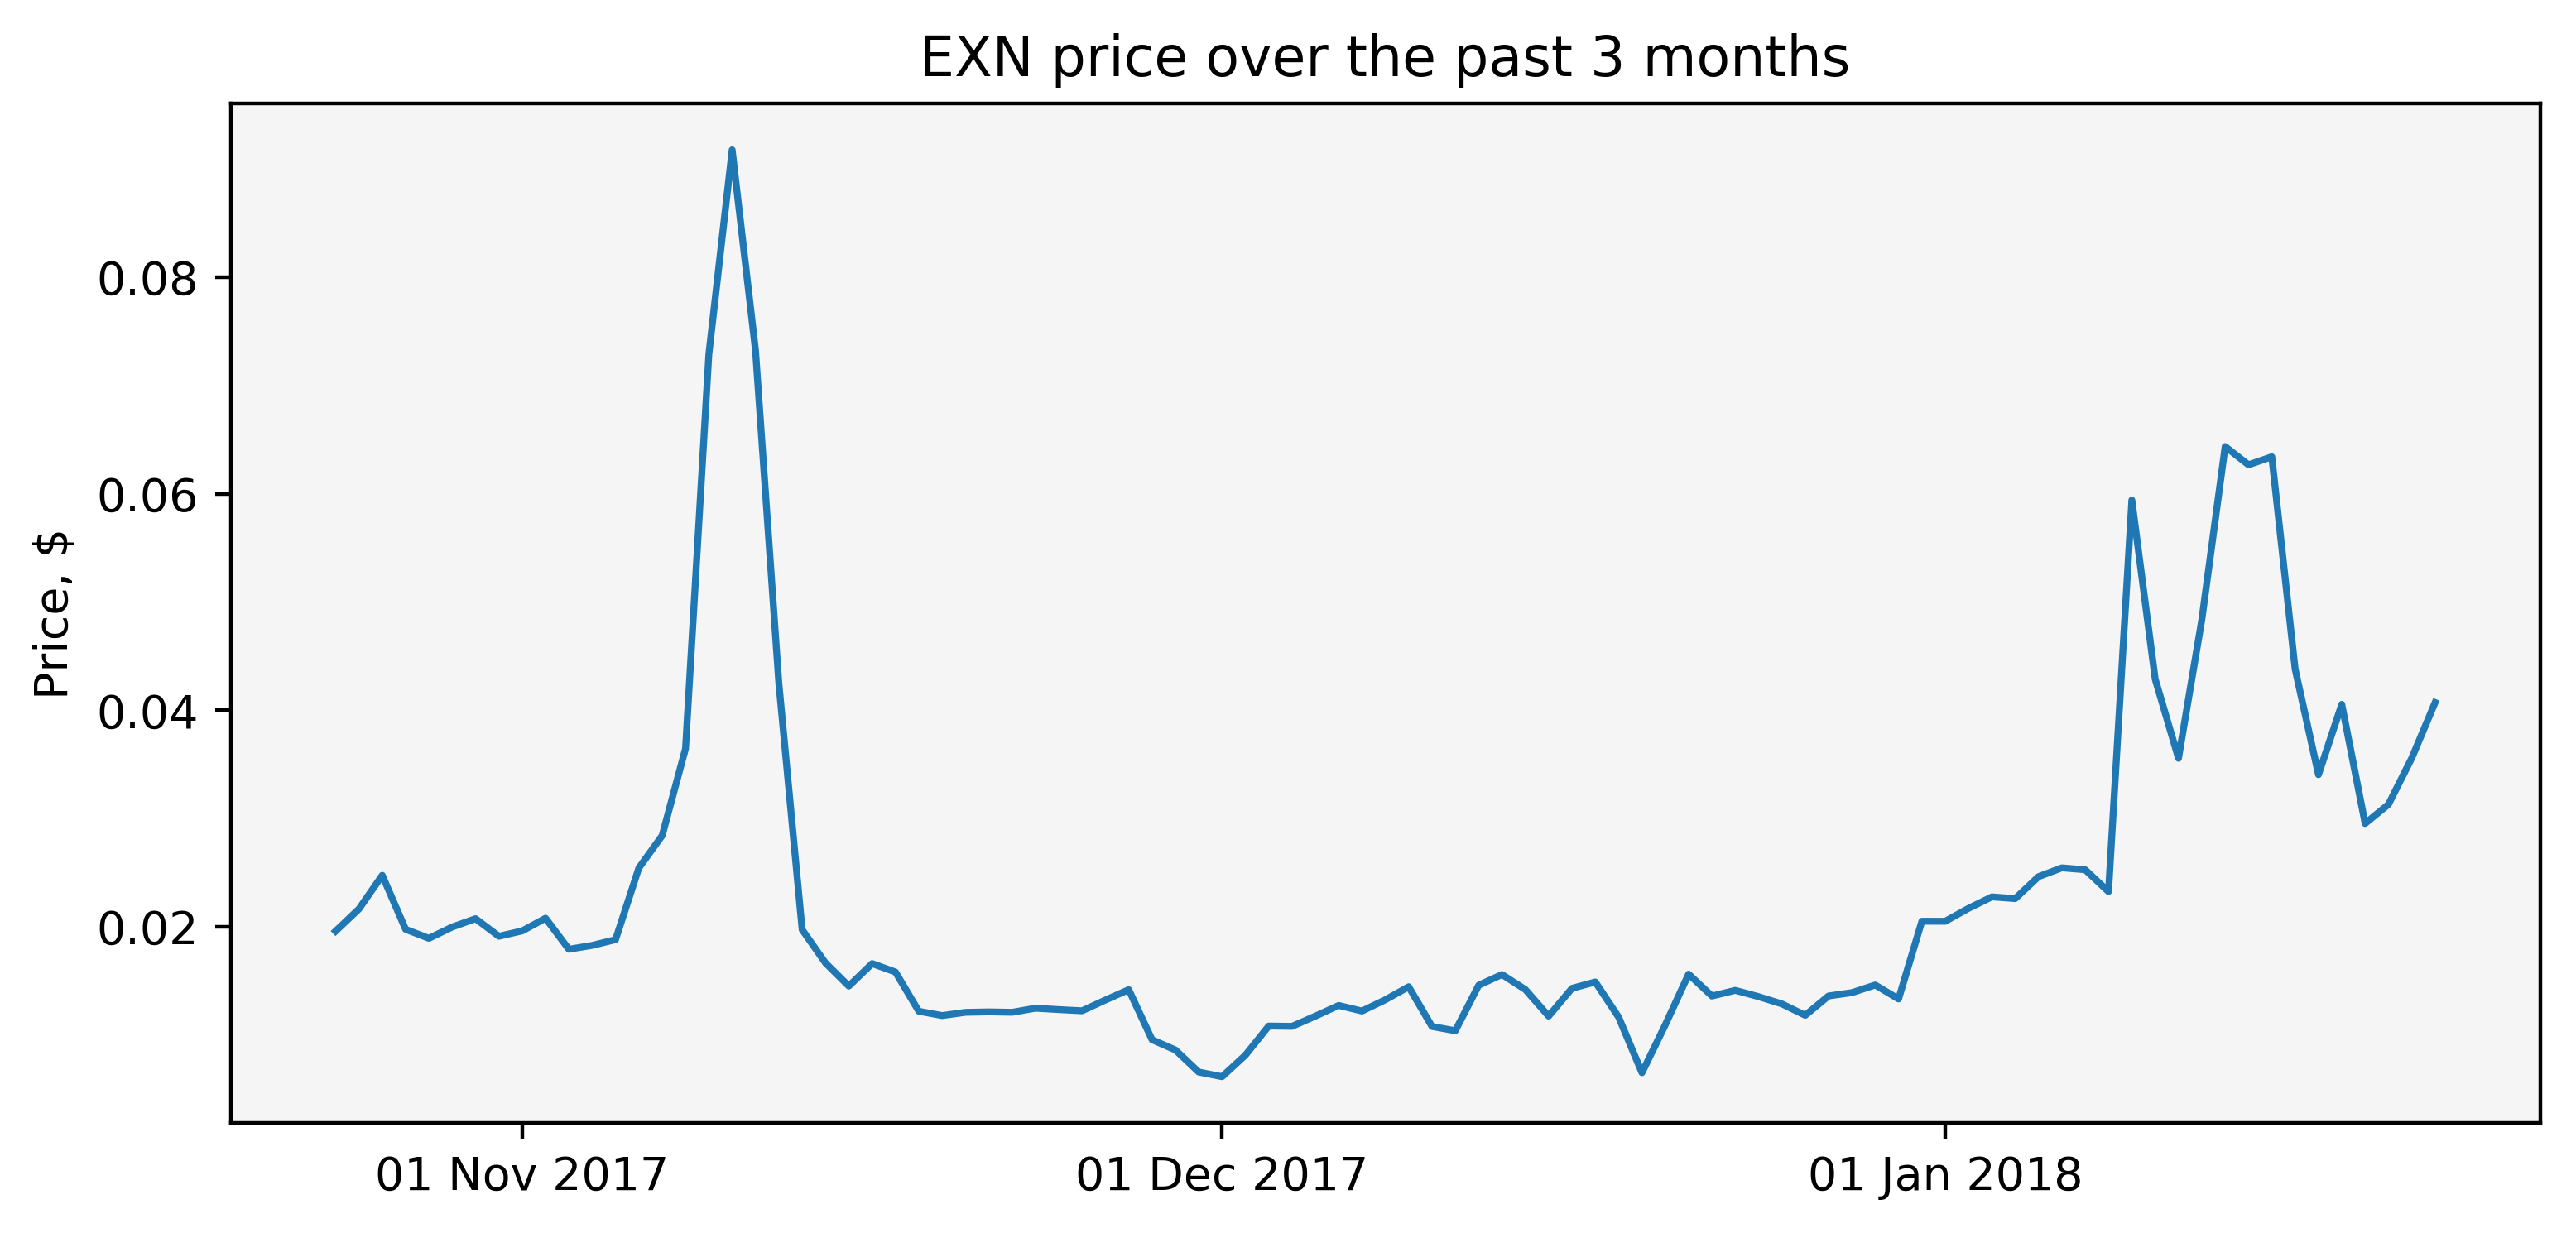 EXN price over the past 3 months
Price, $
0.08
0.06
0.04
0.02
01 Nov 2017
01 Dec 2017
01 Jan 2018